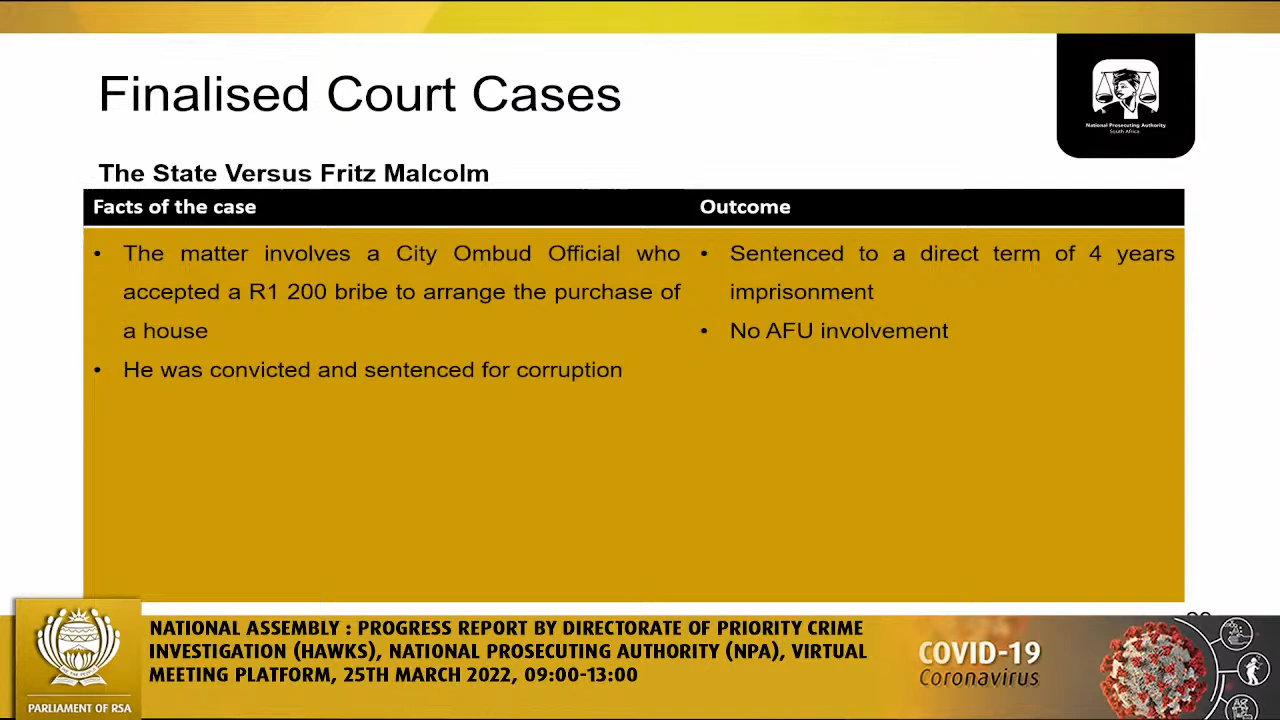 Finalised Court Cases
National Prosecuting Authority
South Africa
The State Versus Fritz Malcolm
Facts of the case
Outcome
• The matter involves a City Ombud Official who
accepted a R1 200 bribe to arrange the purchase of
a house
• He was convicted and sentenced for corruption
• Sentenced to a direct term of 4 years
imprisonment
• No AFU involvement
NATIONAL ASSEMBLY : PROGRESS REPORT BY DIRECTORATE OF PRIORITY CRIME
INVESTIGATION (HAWKS), NATIONAL PROSECUTING AUTHORITY (NPA), VIRTUAL
MEETING PLATFORM, 25TH MARCH 2022, 09:00-13:00
PARLIAMENT OF RSA
COVID-19
Coronavirus